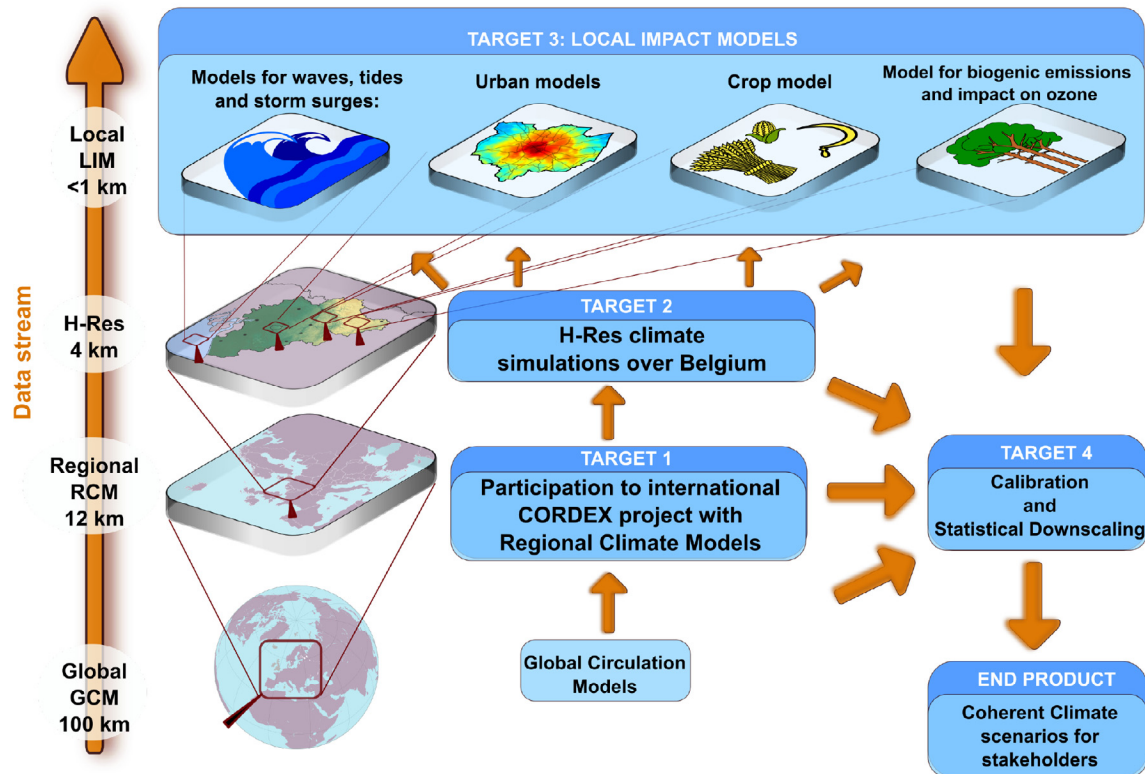 TARGET 3: LOCAL IMPACT MODELS
Models for waves, tides
and storm surges:
Urban models
Crop model
Model for biogenic emissions
and impact on ozone
Data stream
Local
LIM
<1 km
H-Res
4 km
Regional
RCM
12 km
Global
GCM
100 km
TARGET 2
H-Res climate
simulations over Belgium
TARGET 1
Participation to international
CORDEX project with
Regional Climate Models
Global Circulation
Models
TARGET 4
Calibration
and
Statistical Downscaling
END PRODUCT
Coherent Climate
scenarios for
stakeholders